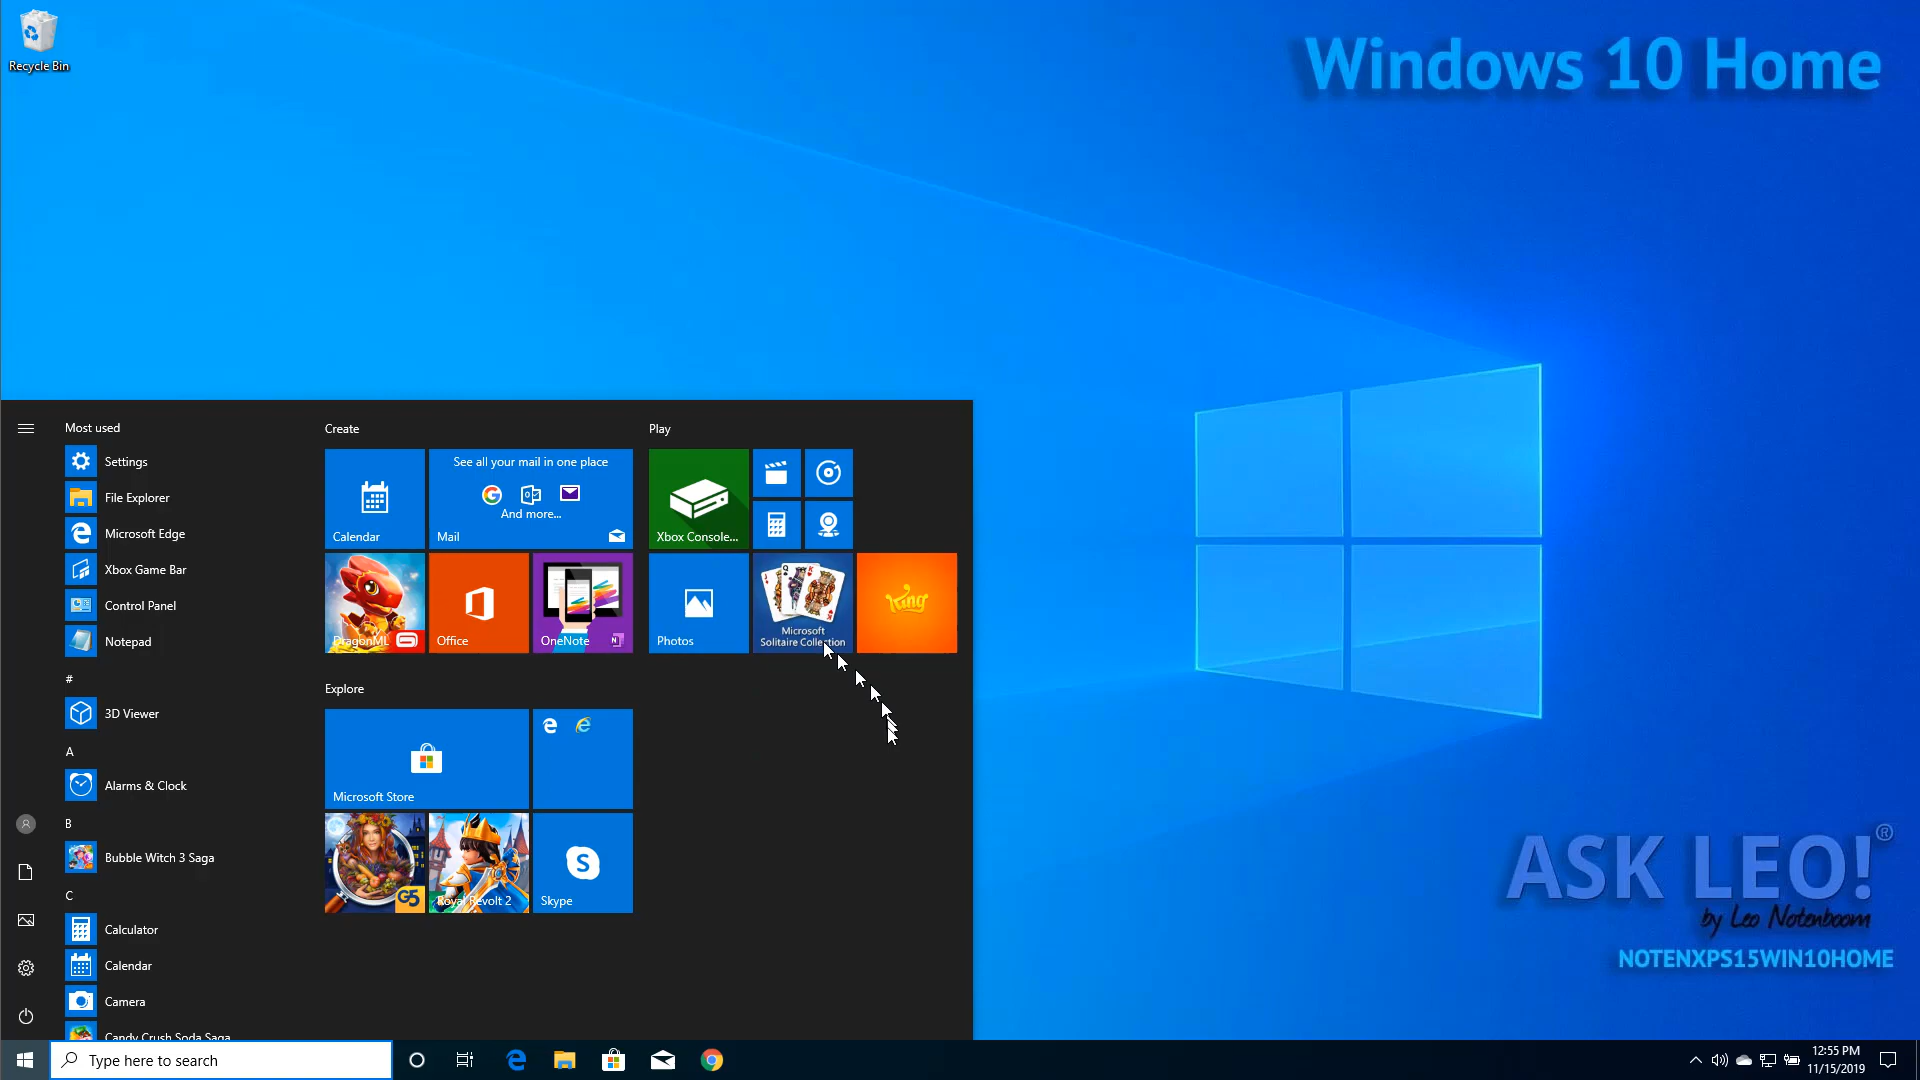 Recycle Bin
Windows 10 Home
Most used
Settings
File Explorer
Microsoft Edge
Xbox Game Bar
Control Panel
Notepad
#
3D Viewer
A
Alarms & Clock
B
Bubble Witch 3 Saga
C
Calculator
Calendar
Camera
Candy Crush Soda Saga
Create
See all your mail in one place
And more...
Calendar
Mail
DragonML
Office
OneNote
N
Play
Xbox Console...
Photos
Microsoft
Solitaire Collection
King
Explore
Microsoft Store
G5
Royal Revolt 2
Skype
ASK LEO!®
by Leo Notenboom
NOTENXPS15WIN10HOME
Type here to search
12:55 PM
11/15/2019